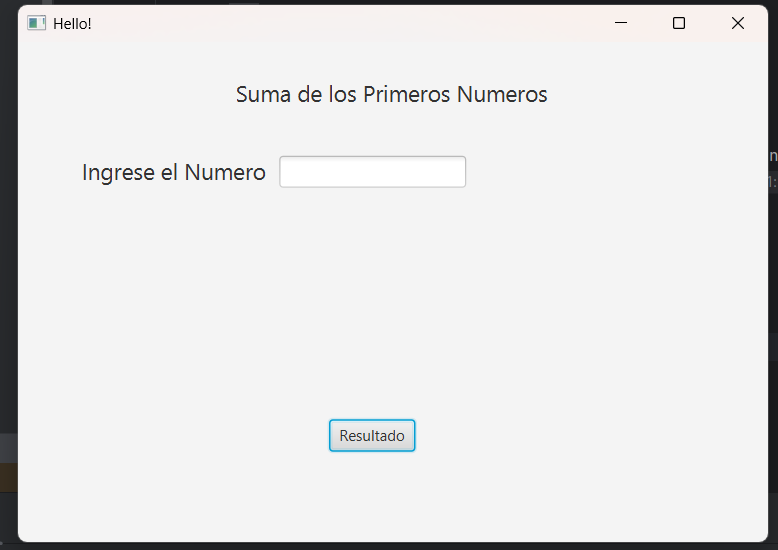 Hello!
Suma de los Primeros Numeros
Ingrese el Numero
Resultado